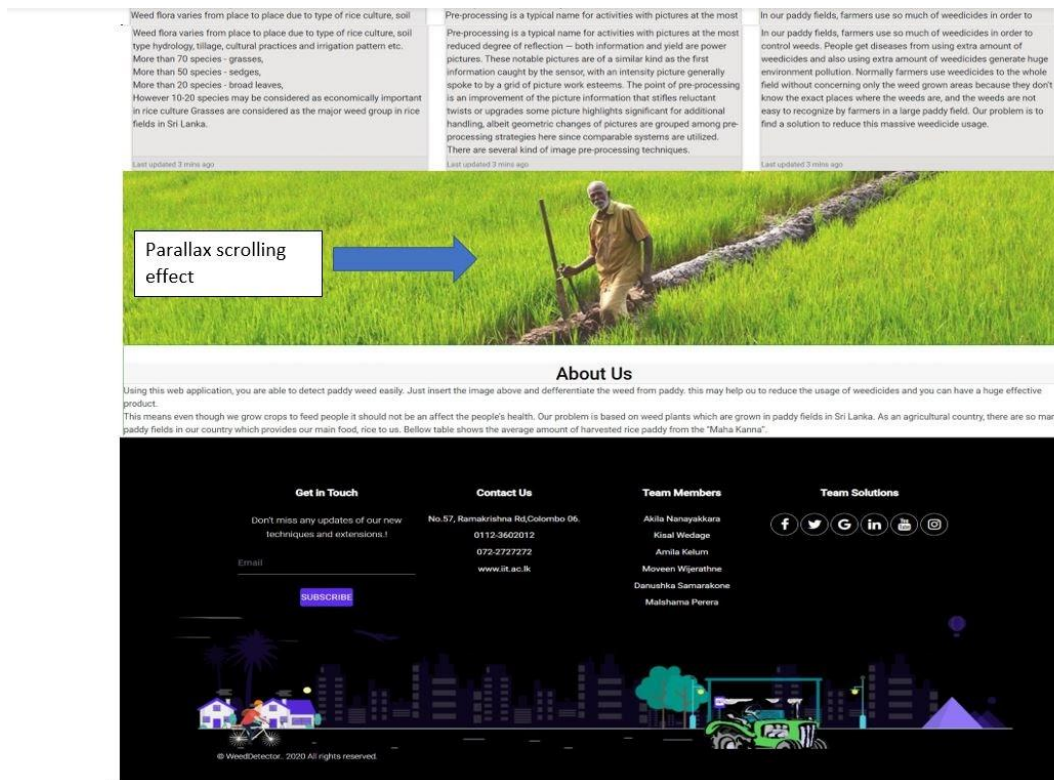 Weed flora varies from place to place due to type of rice culture, soil
Weed flora varies from place to place due to type of rice culture, soil
type hydrology, tillage, cultural practices and irrigation pattern etc.
More than 70 species - grasses,
More than 50 species - sedges,
More than 20 species - broad leaves,
However 10-20 species may be considered as economically important
in rice culture Grasses are considered as the major weed group in rice
fields in Sri Lanka.
Last updated 3 mins ago
Pre-processing is a typical name for activities with pictures at the most
Pre-processing is a typical name for activities with pictures at the most
reduced degree of reflection — both information and yield are power
pictures. These notable pictures are of a similar kind as the first
information caught by the sensor, with an intensity picture generally
spoke to by a grid of picture work esteems. The point of pre-processing
is an improvement of the picture information that stifles reluctant
twists or upgrades some picture highlights significant for additional
handling, albeit geometric changes of pictures are grouped among pre-
processing strategies here since comparable systems are utilized.
There are several kind of image pre-processing techniques.
Last updated 3 mins ago
In our paddy fields, farmers use so much of weedicides in order to
In our paddy fields, farmers use so much of weedicides in order to
control weeds. People get diseases from using extra amount of
weedicides and also using extra amount of weedicides generate huge
environment pollution. Normally farmers use weedicides to the whole
field without concerning only the weed grown areas because they don't
know the exact places where the weeds are, and the weeds are not
easy to recognize by farmers in a large paddy field. Our problem is to
find a solution to reduce this massive weedicide usage.
Last updated 3 mins ago
Parallax scrolling
effect
About Us
Using this web application, you are able to detect paddy weed easily. Just insert the image above and defferentiate the weed from paddy. this may help ou to reduce the usage of weedicides and you can have a huge effective
product.
This means even though we grow crops to feed people it should not be an affect the people's health. Our problem is based on weed plants which are grown in paddy fields in Sri Lanka. As an agricultural country, there are so mar
paddy fields in our country which provides our main food, rice to us. Bellow table shows the average amount of harvested rice paddy from the "Maha Kanna".
Get in Touch
Don't miss any updates of our new
techniques and extensions.!
Email
SUBSCRIBE
Contact Us
No.57, Ramakrishna Rd,Colombo 06.
0112-3602012
072-2727272
www.iit.ac.lk
Team Members
Akila Nanayakkara
Kisal Wedage
Amila Kelum
Moveen Wijerathne
Danushka Samarakone
Malshama Perera
Team Solutions
© WeedDetector.. 2020 All rights reserved.